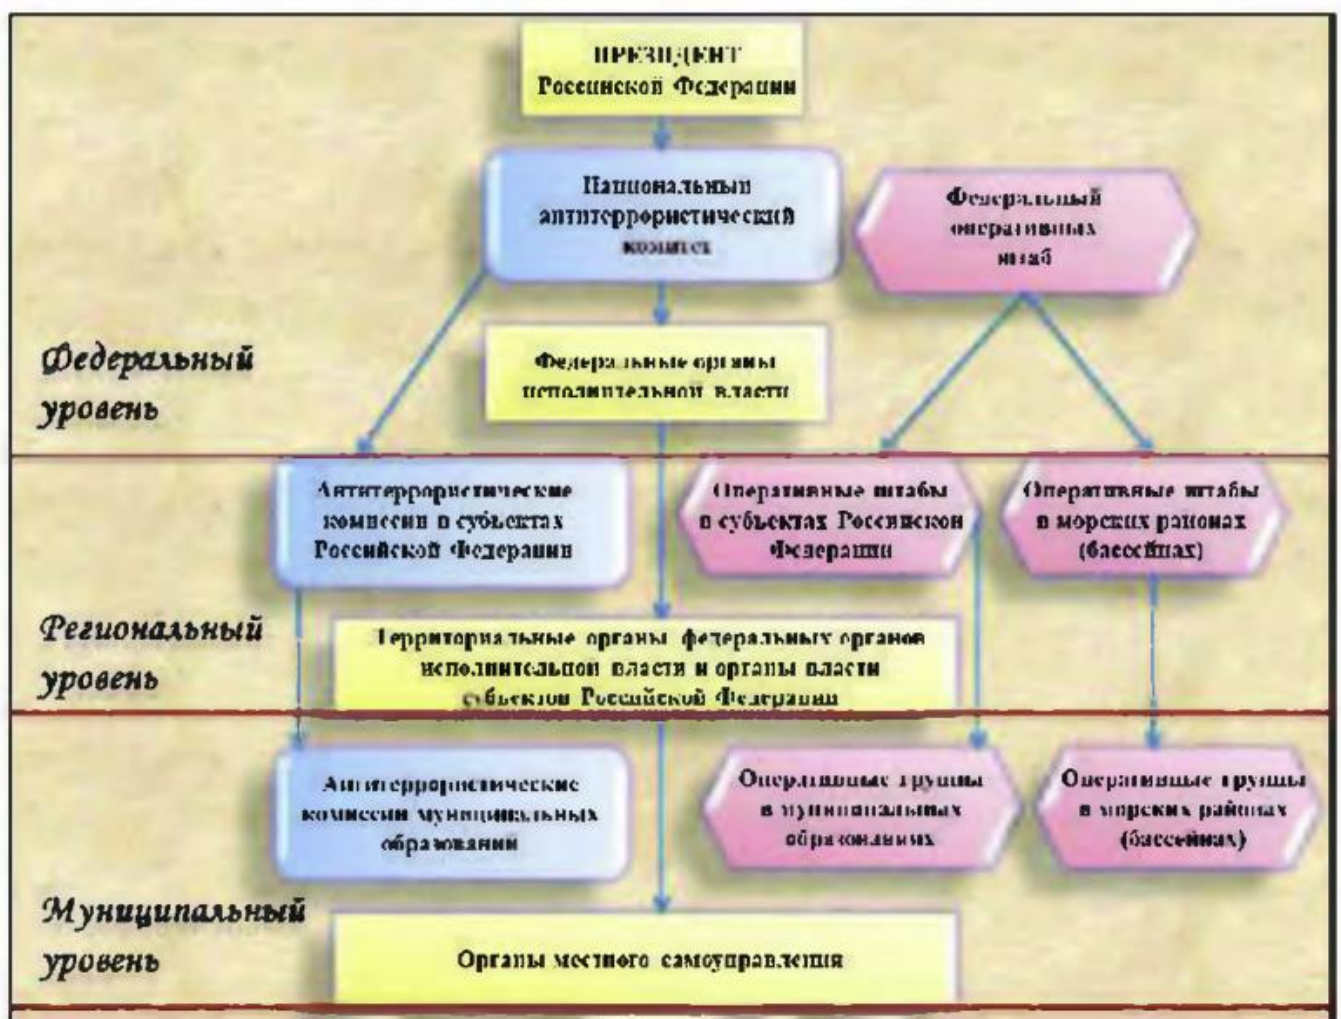 ПРЕЗИДЕНТ
Российской Федерации
Национальный
антитеррористический
комитет
Федеральный
оперативных
штаб
Федеральный
уровень
Федеральные органы
исполнительной власти
Антитеррористические
комиссии в субъектах
Российской Федерации
Оперативные штабы
в субъектах Российской
Федерации
Оперативные штабы
в морских районах
(бассейнах)
Региональный
уровень
Территориальные органы федеральных органов
исполнительной власти и органы власти
субъектов Российской Федерации
Антитеррористические
комиссии муниципальных
образований
Оперативные группы
в муниципальных
образованиях
Оперативные группы
в морских районах
(бассейнах)
Муниципальный
уровень
Органы местного самоуправления